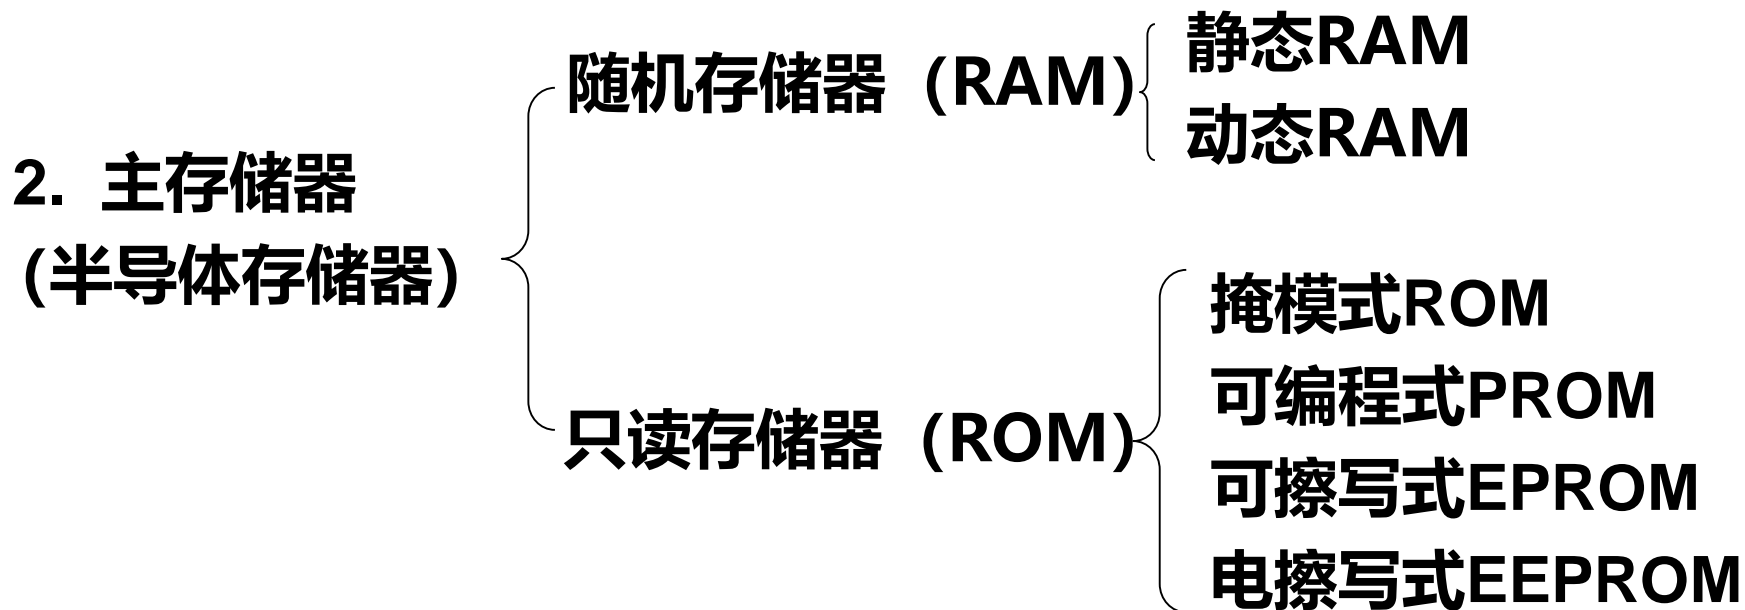 2. 主存储器
（半导体存储器）
随机存储器（RAM）
静态RAM
动态RAM
只读存储器（ROM）
掩模式ROM
可编程式PROM
可擦写式EPROM
电擦写式EEPROM